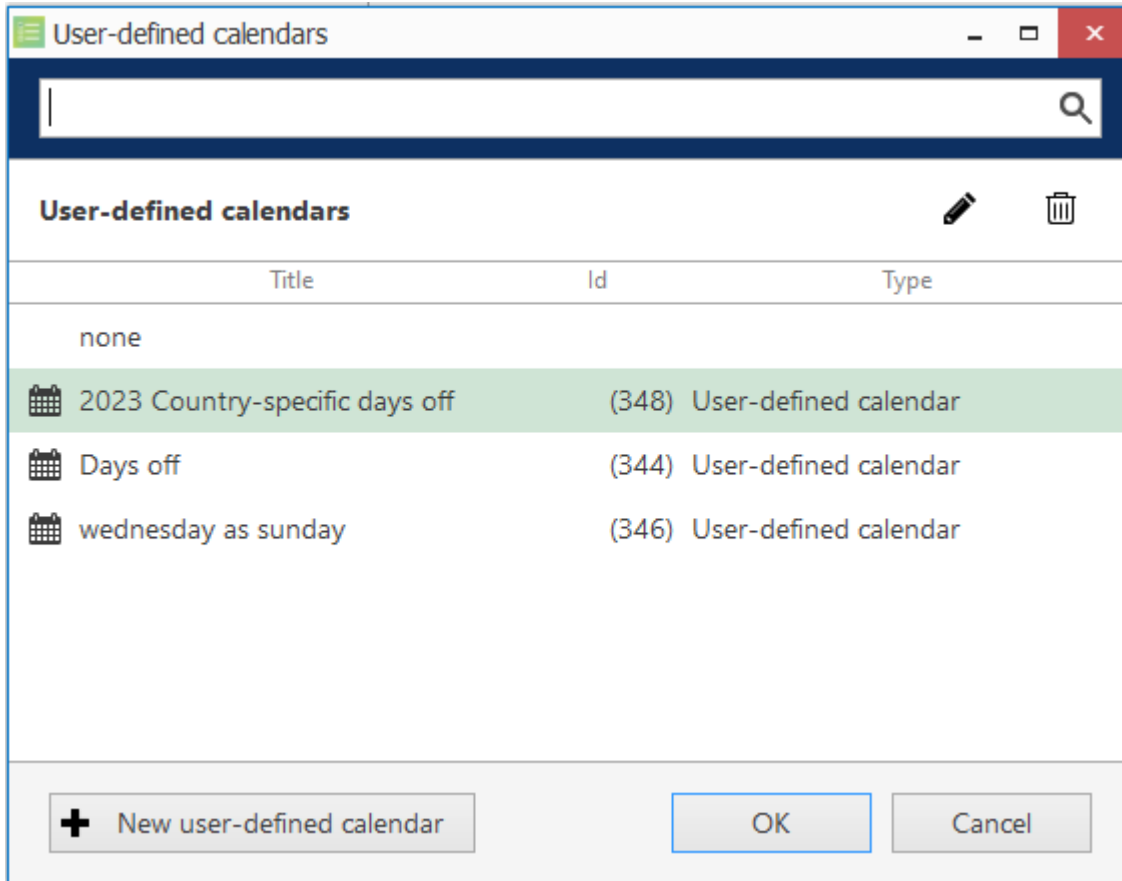 User-defined calendars
User-defined calendars
Title Id Type
none
2023 Country-specific days off (348) User-defined calendar
Days off (344) User-defined calendar
wednesday as sunday (346) User-defined calendar
New user-defined calendar OK Cancel